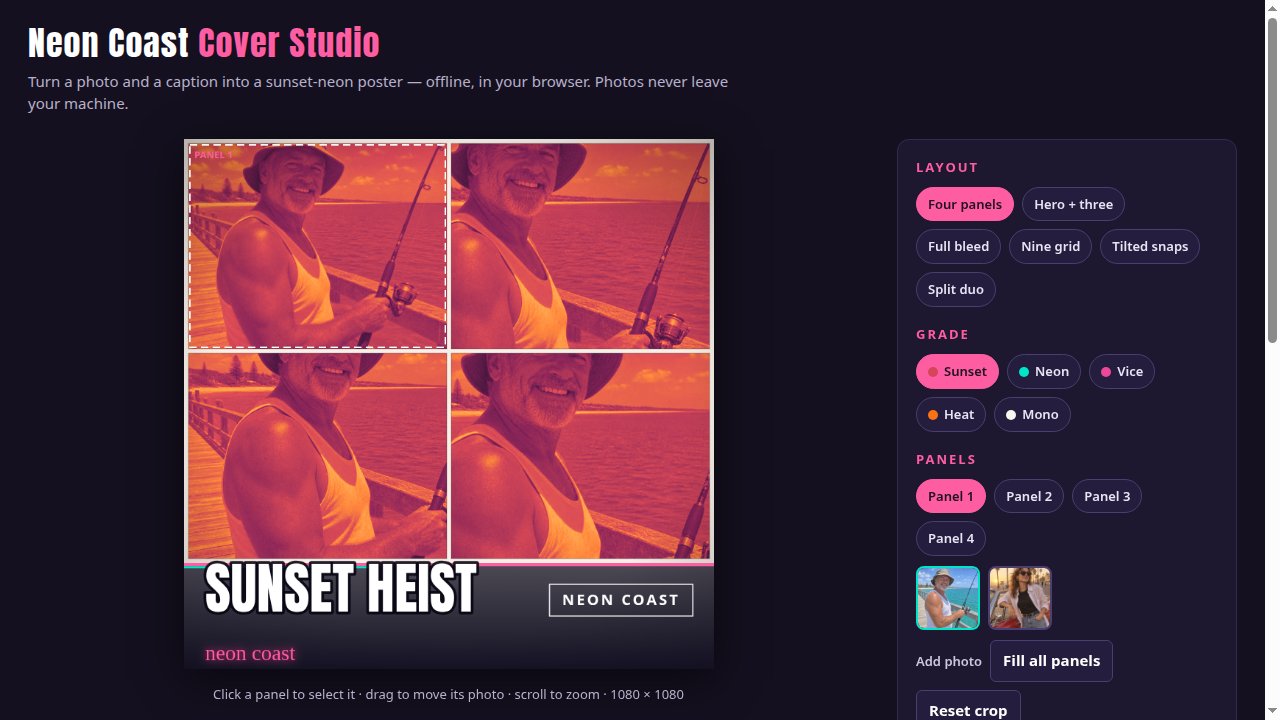 Neon Coast Cover Studio
Turn a photo and a caption into a sunset-neon poster — offline, in your browser. Photos never leave
your machine.
PANEL 1
SUNSET HEIST
NEON COAST
neon coast
Click a panel to select it · drag to move its photo · scroll to zoom · 1080 × 1080
LAYOUT
Four panels
Hero + three
Full bleed
Nine grid
Tilted snaps
Split duo
GRADE
Sunset
Neon
Vice
Heat
Mono
PANELS
Panel 1
Panel 2
Panel 3
Panel 4
Add photo
Fill all panels
Reset crop